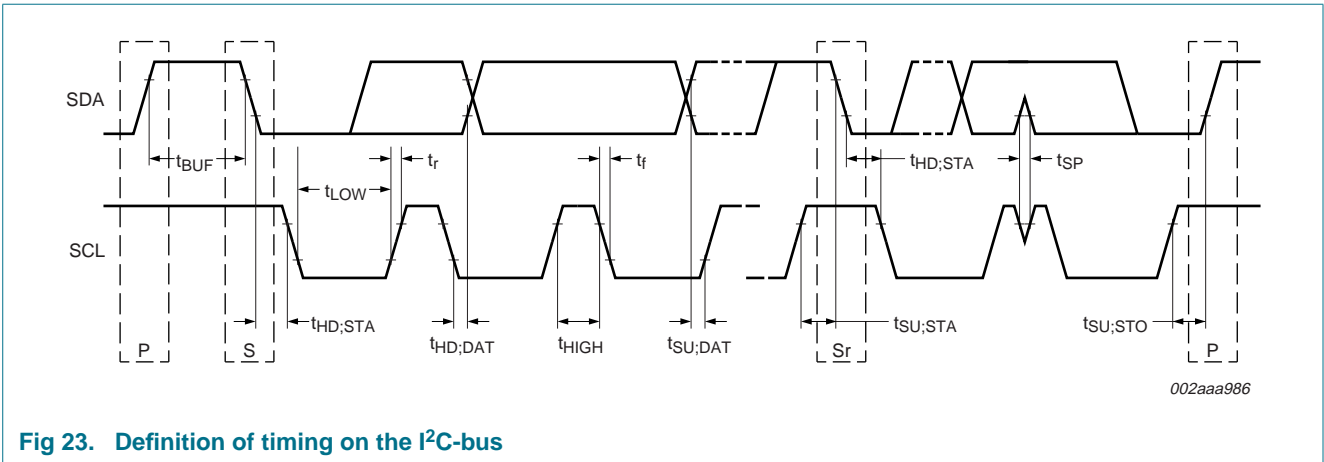 SDA
tBUF
tr
tf
tHD;STA
tSP
tLOW
SCL
tHD;STA
tHD;DAT
tHIGH
tSU;DAT
tSU;STA
tSU;STO
P
S
Sr
P
002aaa986
Fig 23. Definition of timing on the I²C-bus